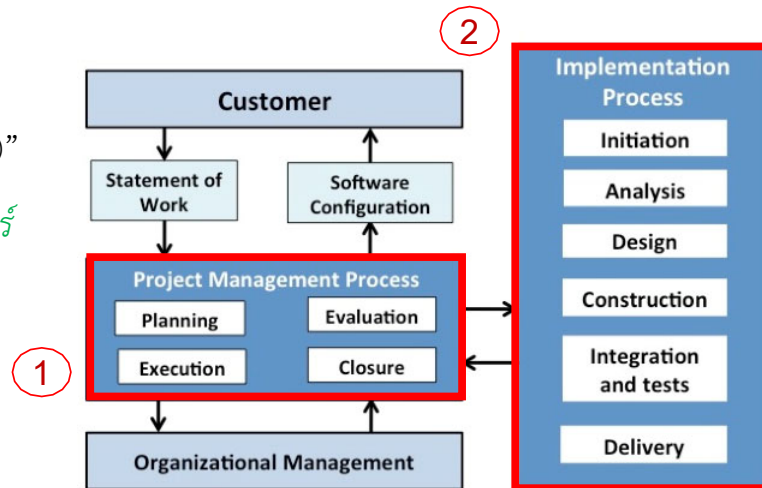 2
Implementation
Process
Customer
Initiation
)”
Statement of
Work
Software
Configuration
Analysis
Design
Project Management Process
Planning
Evaluation
Construction
1
Execution
Closure
Integration
and tests
Organizational Management
Delivery